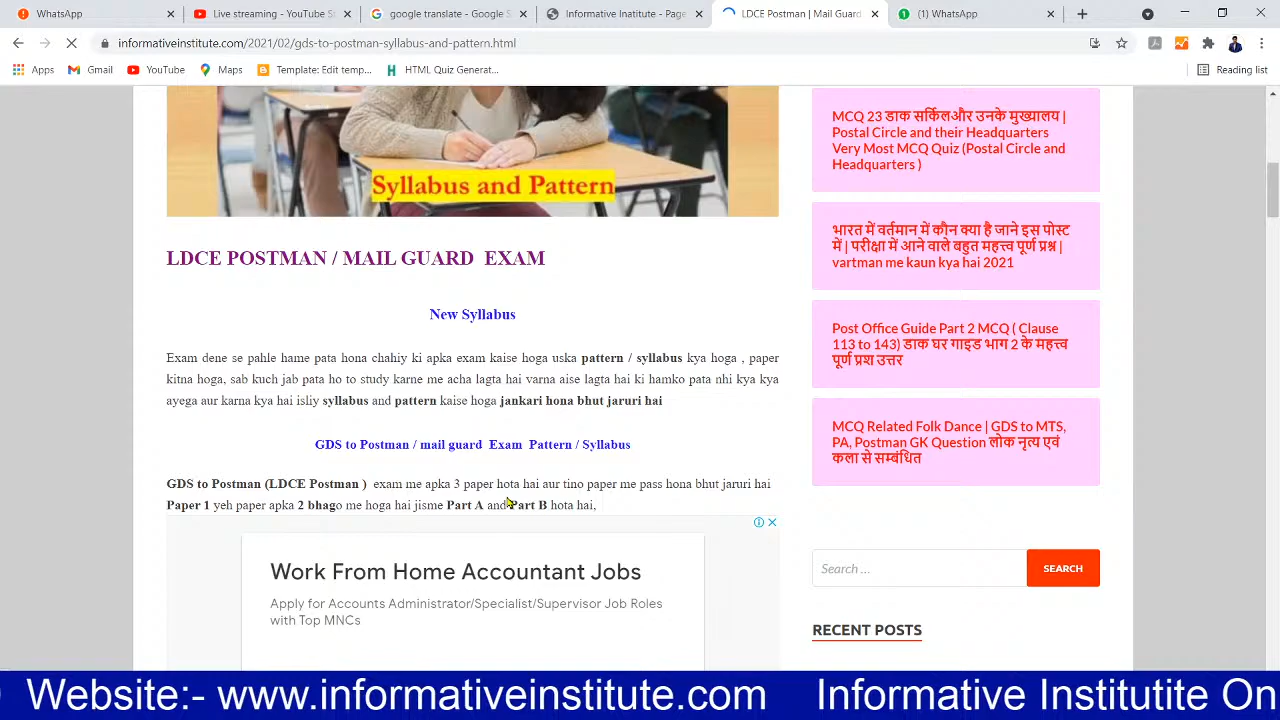 WhatsApp
Live streaming - YouTube S
google translate - Google S
Informative Institute - Page
LDCE Postman | Mail Guard
(1) WhatsApp
informativeinstitute.com/2021/02/gds-to-postman-syllabus-and-pattern.html
Apps
Gmail
YouTube
Maps
Template: Edit temp...
HTML Quiz Generat...
Reading list
Syllabus and Pattern
LDCE POSTMAN / MAIL GUARD EXAM
New Syllabus
Exam dene se pahle hame pata hona chahiy ki apka exam kaise hoga uska pattern / syllabus kya hoga , paper
kitna hoga, sab kuch jab pata ho to study karne me acha lagta hai varna aise lagta hai ki hamko pata nhi kya kya
ayega aur karna kya hai isliy syllabus and pattern kaise hoga jankari hona bhut jaruri hai
GDS to Postman / mail guard Exam Pattern / Syllabus
GDS to Postman (LDCE Postman ) exam me apka 3 paper hota hai aur tino paper me pass hona bhut jaruri hai
Paper 1 yeh paper apka 2 bhago me hoga hai jisme Part A and Part B hota hai,
Work From Home Accountant Jobs
Apply for Accounts Administrator/Specialist/Supervisor Job Roles
with Top MNCs
MCQ 23 डाक सर्किलऔर उनके मुख्यालय |
Postal Circle and their Headquarters
Very Most MCQ Quiz (Postal Circle and
Headquarters )
भारत में वर्तमान में कौन क्या है जाने इस पोस्ट
में | परीक्षा में आने वाले बहुत महत्त्व पूर्ण प्रश्न |
vartman me kaun kya hai 2021
Post Office Guide Part 2 MCQ ( Clause
113 to 143) डाक घर गाइड भाग 2 के महत्त्व
पूर्ण प्रश उत्तर
MCQ Related Folk Dance | GDS to MTS,
PA, Postman GK Question लोक नृत्य एवं
कला से सम्बंधित
Search ...
SEARCH
RECENT POSTS
Website:- www.informativeinstitute.com Informative Institutite On